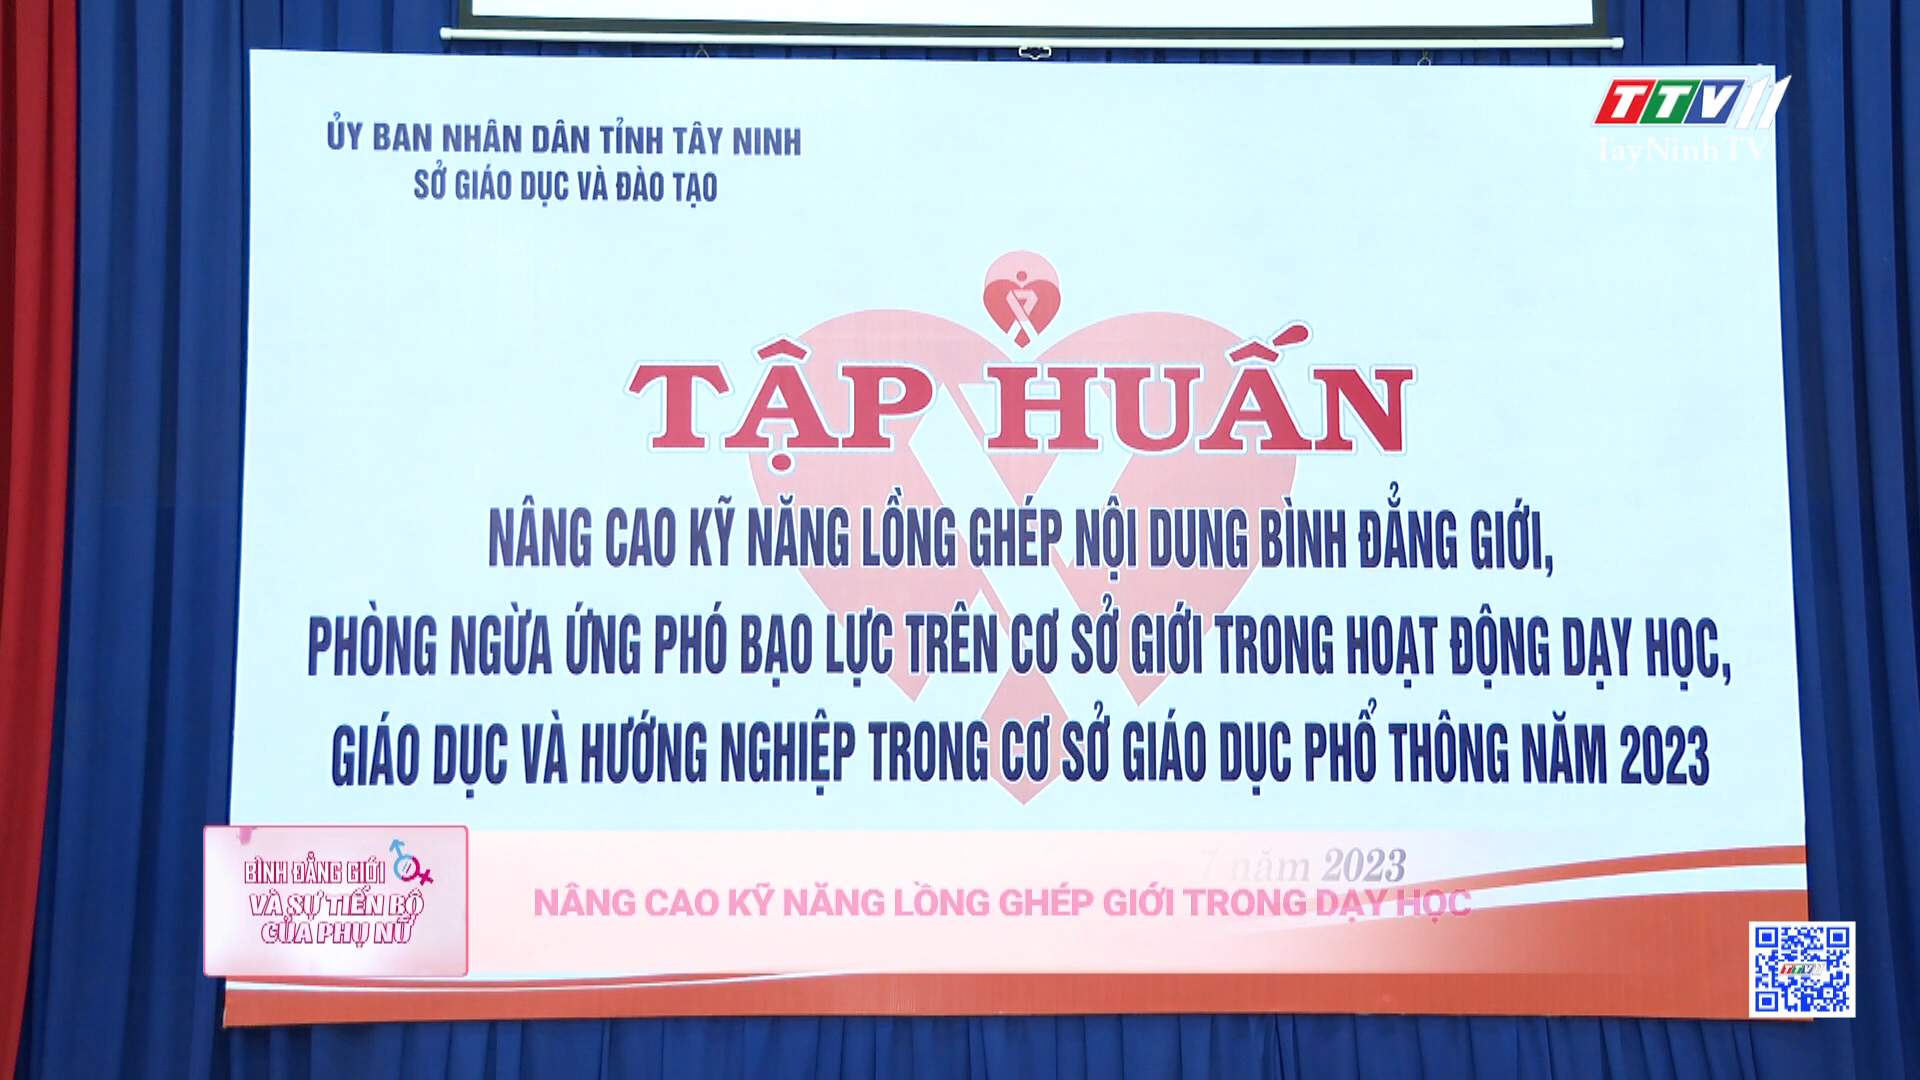 ỦY BAN NHÂN DÂN TỈNH TÂY NINH
SỞ GIÁO DỤC VÀ ĐÀO TẠO
TTV11
TayNinhTV
TẬP HUẤN
NÂNG CAO KỸ NĂNG LỒNG GHÉP NỘI DUNG BÌNH ĐẲNG GIỚI,
PHÒNG NGỪA ỨNG PHÓ BẠO LỰC TRÊN CƠ SỞ GIỚI TRONG HOẠT ĐỘNG DẠY HỌC,
GIÁO DỤC VÀ HƯỚNG NGHIỆP TRONG CƠ SỞ GIÁO DỤC PHỔ THÔNG NĂM 2023
7 năm 2023
BÌNH ĐẲNG GIỚI
VÀ SỰ TIẾN BỘ
CỦA PHỤ NỮ
NÂNG CAO KỸ NĂNG LỒNG GHÉP GIỚI TRONG DẠY HỌC
TTV11